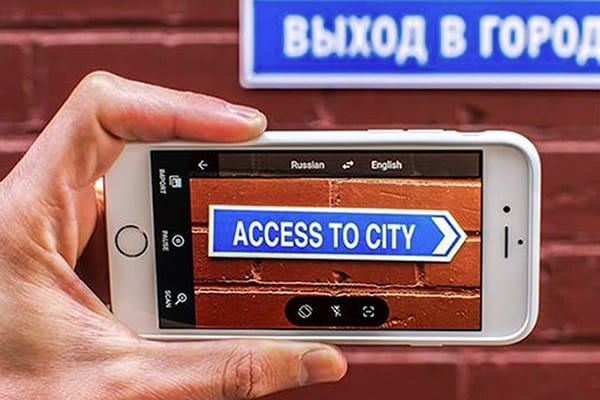 ВЫХОД В ГОРОД
Russian English
IMPORT
PAUSE
SCAN
ACCESS TO CITY